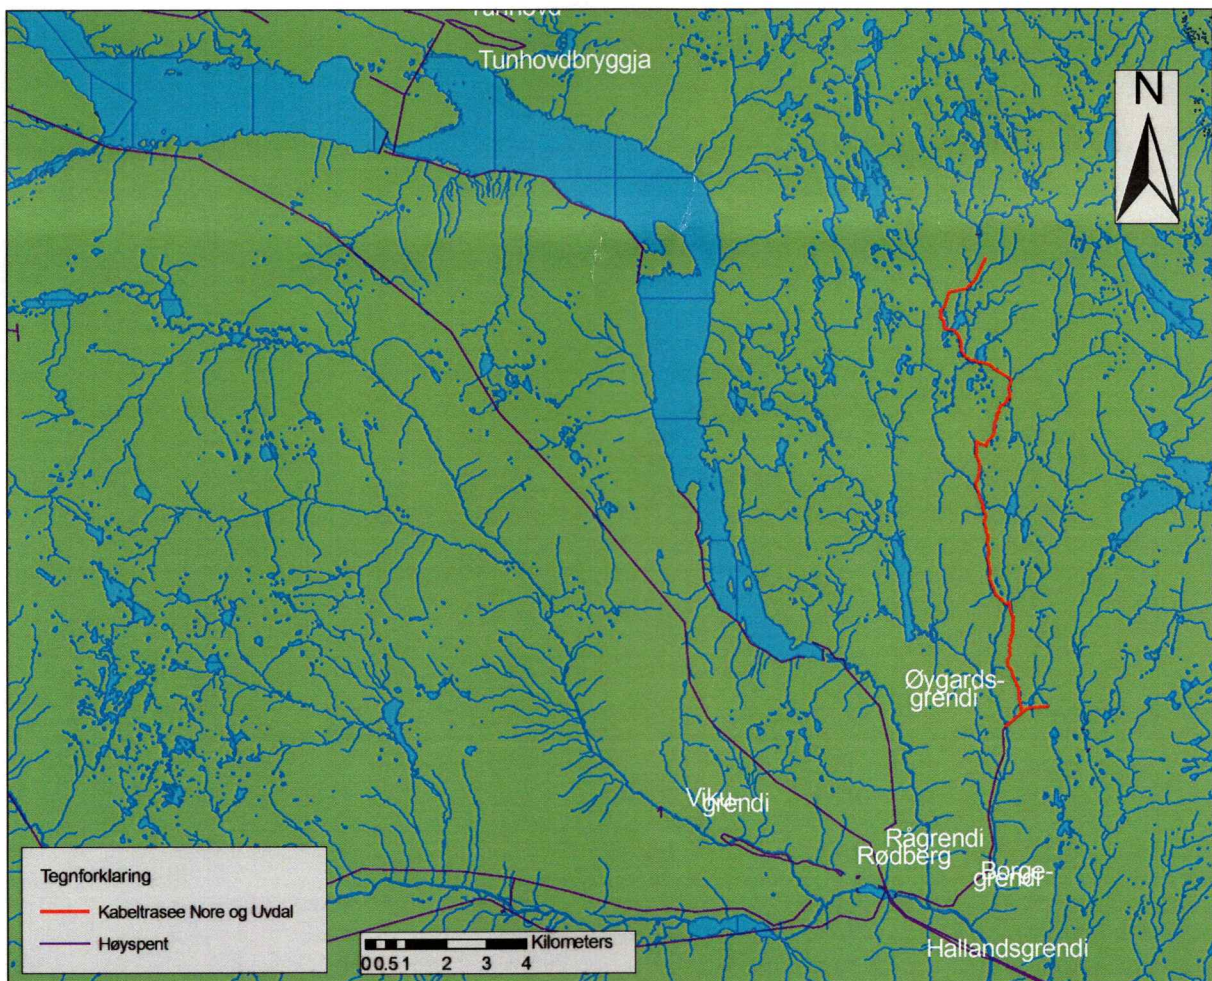 Tunhovd
Tunhovdbryggja
N
Øygards-
grendi
Viku-
grendi
Rågrendi
Rødberg
Borge-
grendi
Hallandsgrendi
Tegnforklaring
Kabeltrasee Nore og Uvdal
Høyspent
Kilometers
0 0.5 1 2 3 4